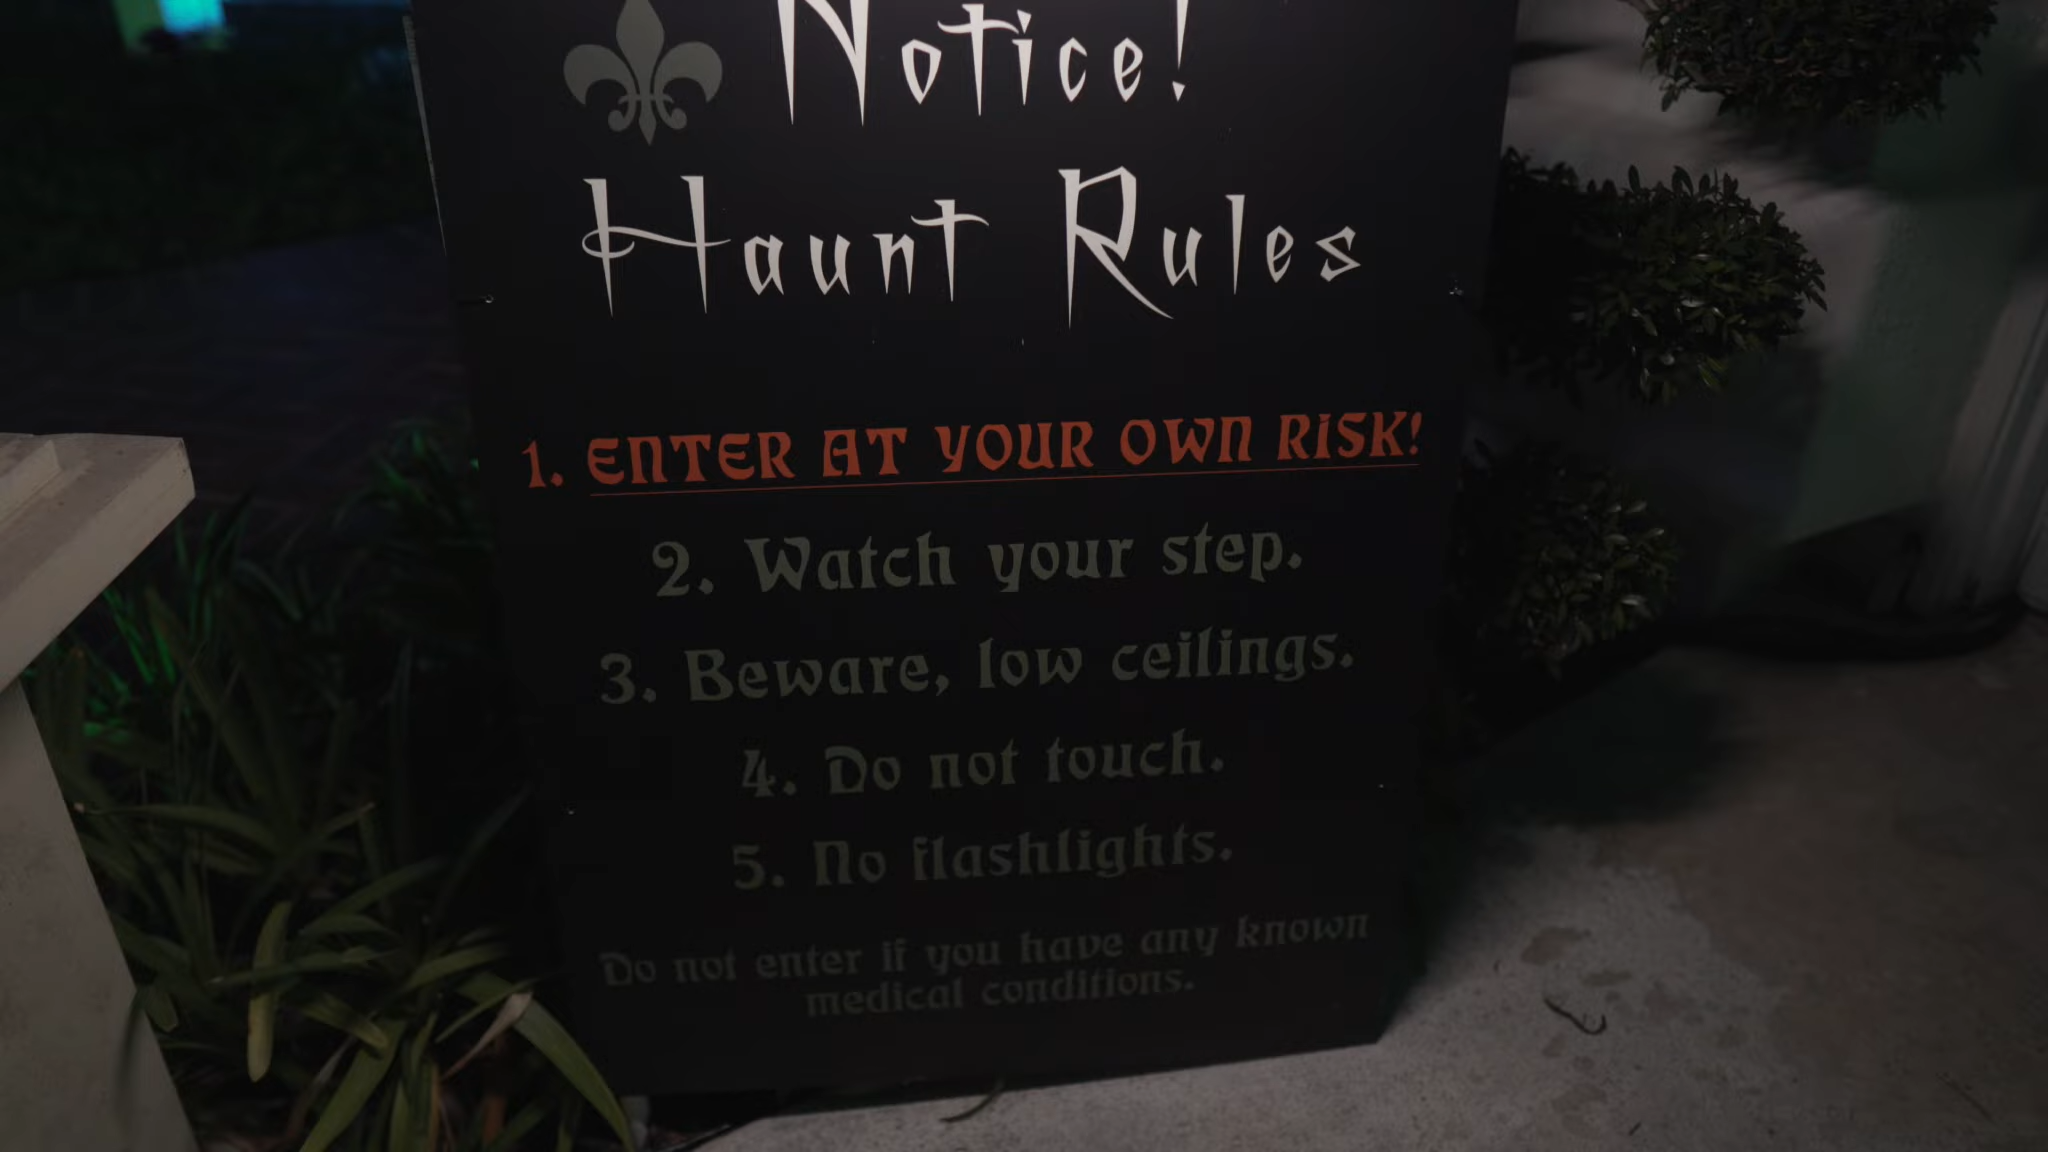 Notice!
Haunt Rules
1. ENTER AT YOUR OWN RISK!
2. Watch your step.
3. Beware, low ceilings.
4. Do not touch.
5. No flashlights.
Do not enter if you have any known
medical conditions.